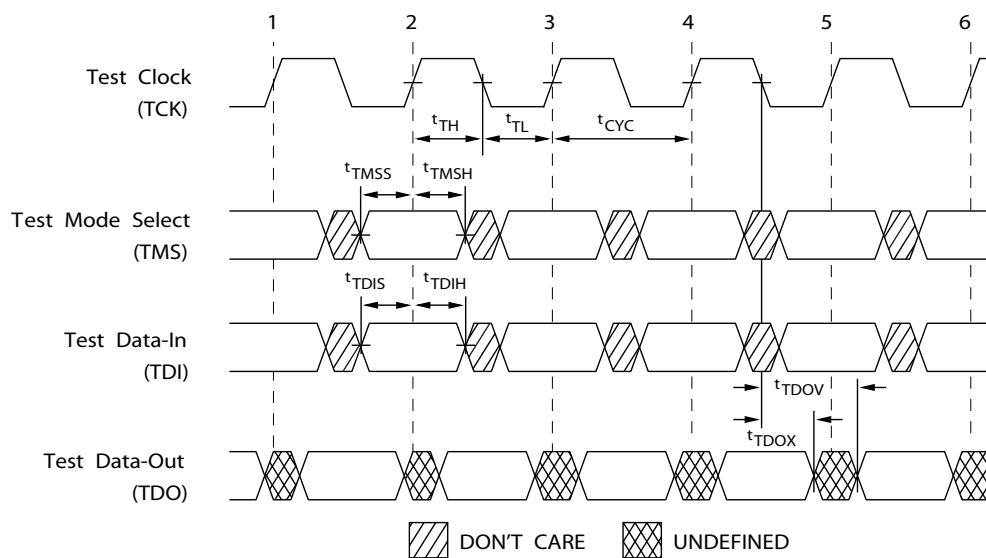 1 2 3 4 5 6
Test Clock
(TCK)
tTH tTL tCYC
tTMSS tTMSH
Test Mode Select
(TMS)
tTDIS tTDIH
Test Data-In
(TDI)
tTDOV
tTDOX
Test Data-Out
(TDO)
DON'T CARE UNDEFINED